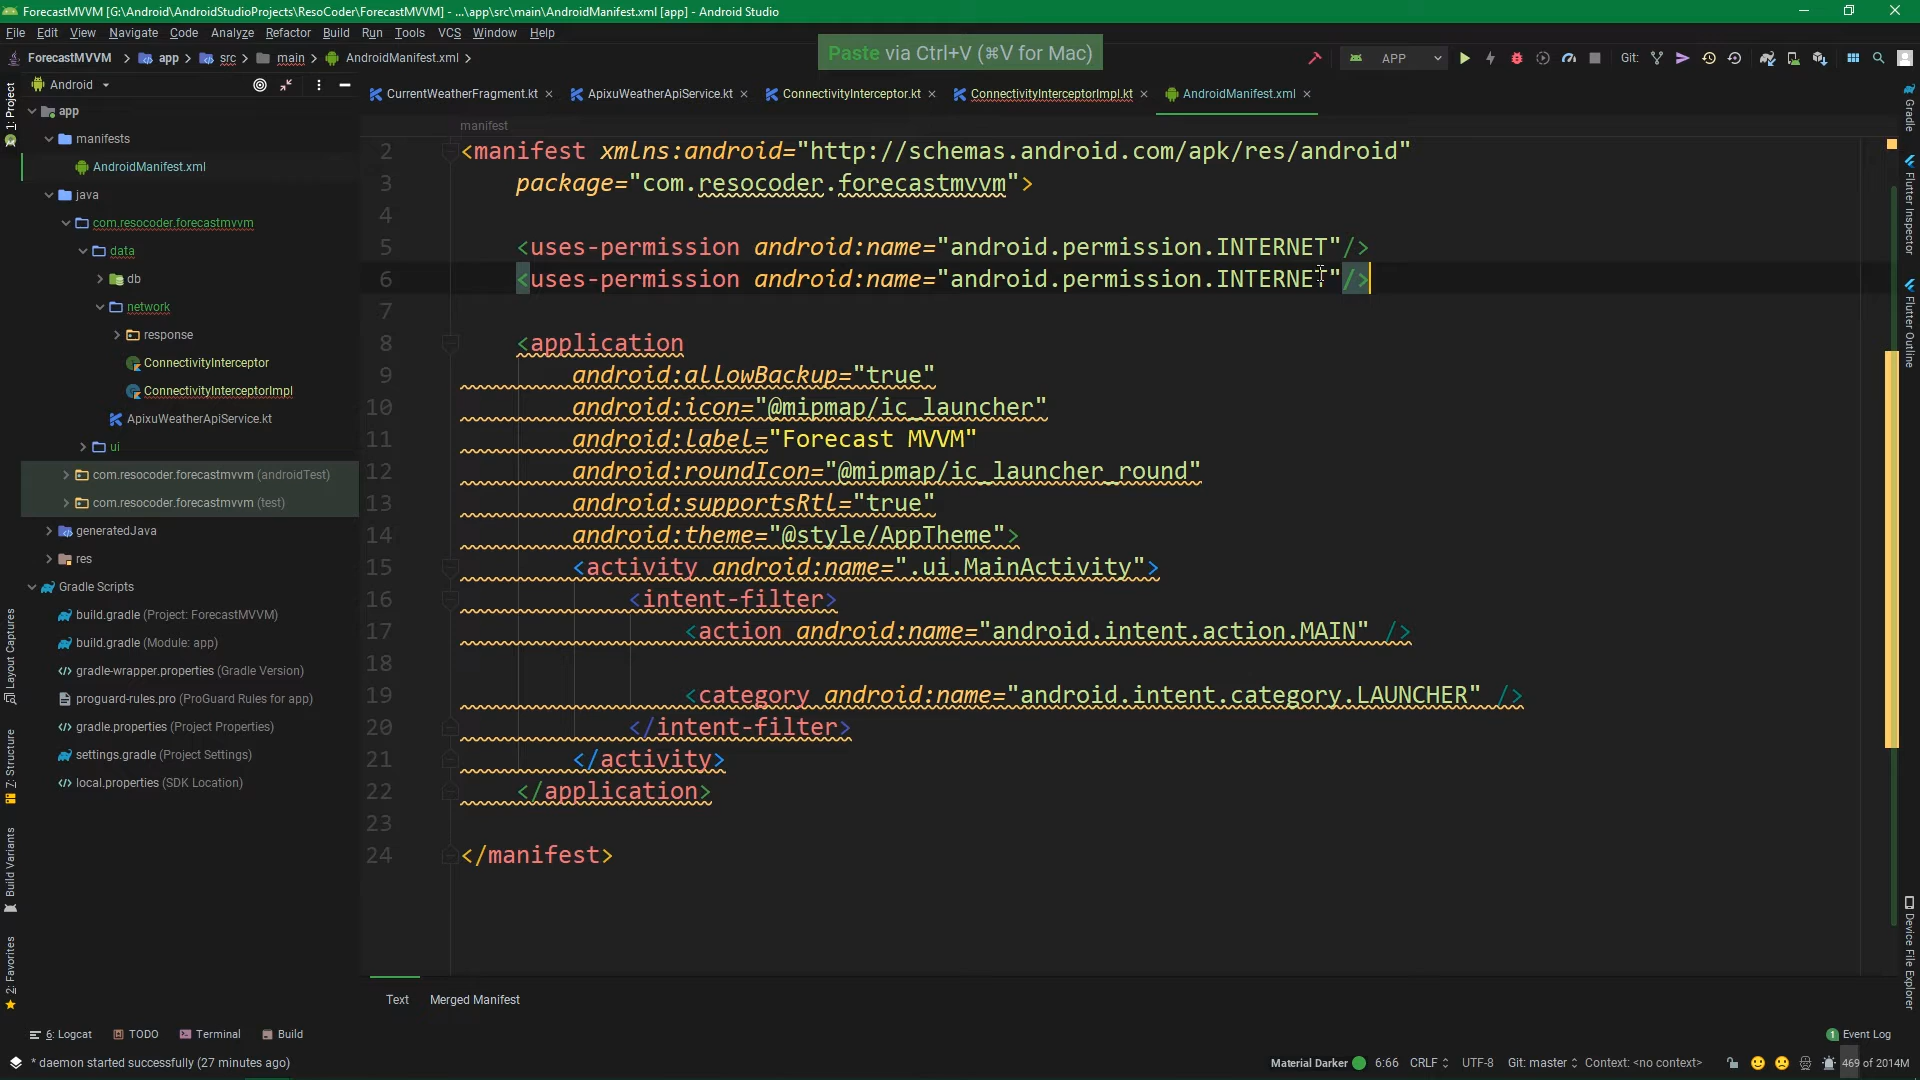 ForecastMVVM [G:\Android\AndroidStudioProjects\ResoCoder\ForecastMVVM] - ...\app\src\main\AndroidManifest.xml [app] - Android Studio
File Edit View Navigate Code Analyze Refactor Build Run Tools VCS Window Help
Paste via Ctrl+V (⌘V for Mac)
ForecastMVVM app src main AndroidManifest.xml APP Git:
Android
CurrentWeatherFragment.kt ApixuWeatherApiService.kt ConnectivityInterceptor.kt ConnectivityInterceptorImpl.kt AndroidManifest.xml
1: Project
7: Structure
Layout Captures
Build Variants
2: Favorites
app
manifests
AndroidManifest.xml
java
com.resocoder.forecastmvvm
data
db
network
response
ConnectivityInterceptor
ConnectivityInterceptorImpl
ApixuWeatherApiService.kt
ui
com.resocoder.forecastmvvm (androidTest)
com.resocoder.forecastmvvm (test)
generatedJava
res
Gradle Scripts
build.gradle (Project: ForecastMVVM)
build.gradle (Module: app)
gradle-wrapper.properties (Gradle Version)
proguard-rules.pro (ProGuard Rules for app)
gradle.properties (Project Properties)
settings.gradle (Project Settings)
local.properties (SDK Location)
manifest
2 <manifest xmlns:android="http://schemas.android.com/apk/res/android"
3 package="com.resocoder.forecastmvvm">
4
5 <uses-permission android:name="android.permission.INTERNET"/>
6 <uses-permission android:name="android.permission.INTERNET"/>
7
8 <application
9 android:allowBackup="true"
10 android:icon="@mipmap/ic_launcher"
11 android:label="Forecast MVVM"
12 android:roundIcon="@mipmap/ic_launcher_round"
13 android:supportsRtl="true"
14 android:theme="@style/AppTheme">
15 <activity android:name=".ui.MainActivity">
16 <intent-filter>
17 <action android:name="android.intent.action.MAIN" />
18
19 <category android:name="android.intent.category.LAUNCHER" />
20 </intent-filter>
21 </activity>
22 </application>
23
24 </manifest>
Gradle
Flutter Inspector
Flutter Outline
Device File Explorer
Text Merged Manifest
6: Logcat TODO Terminal Build
1 Event Log
* daemon started successfully (27 minutes ago)
Material Darker 6:66 CRLF UTF-8 Git: master Context: <no context> 469 of 2014M